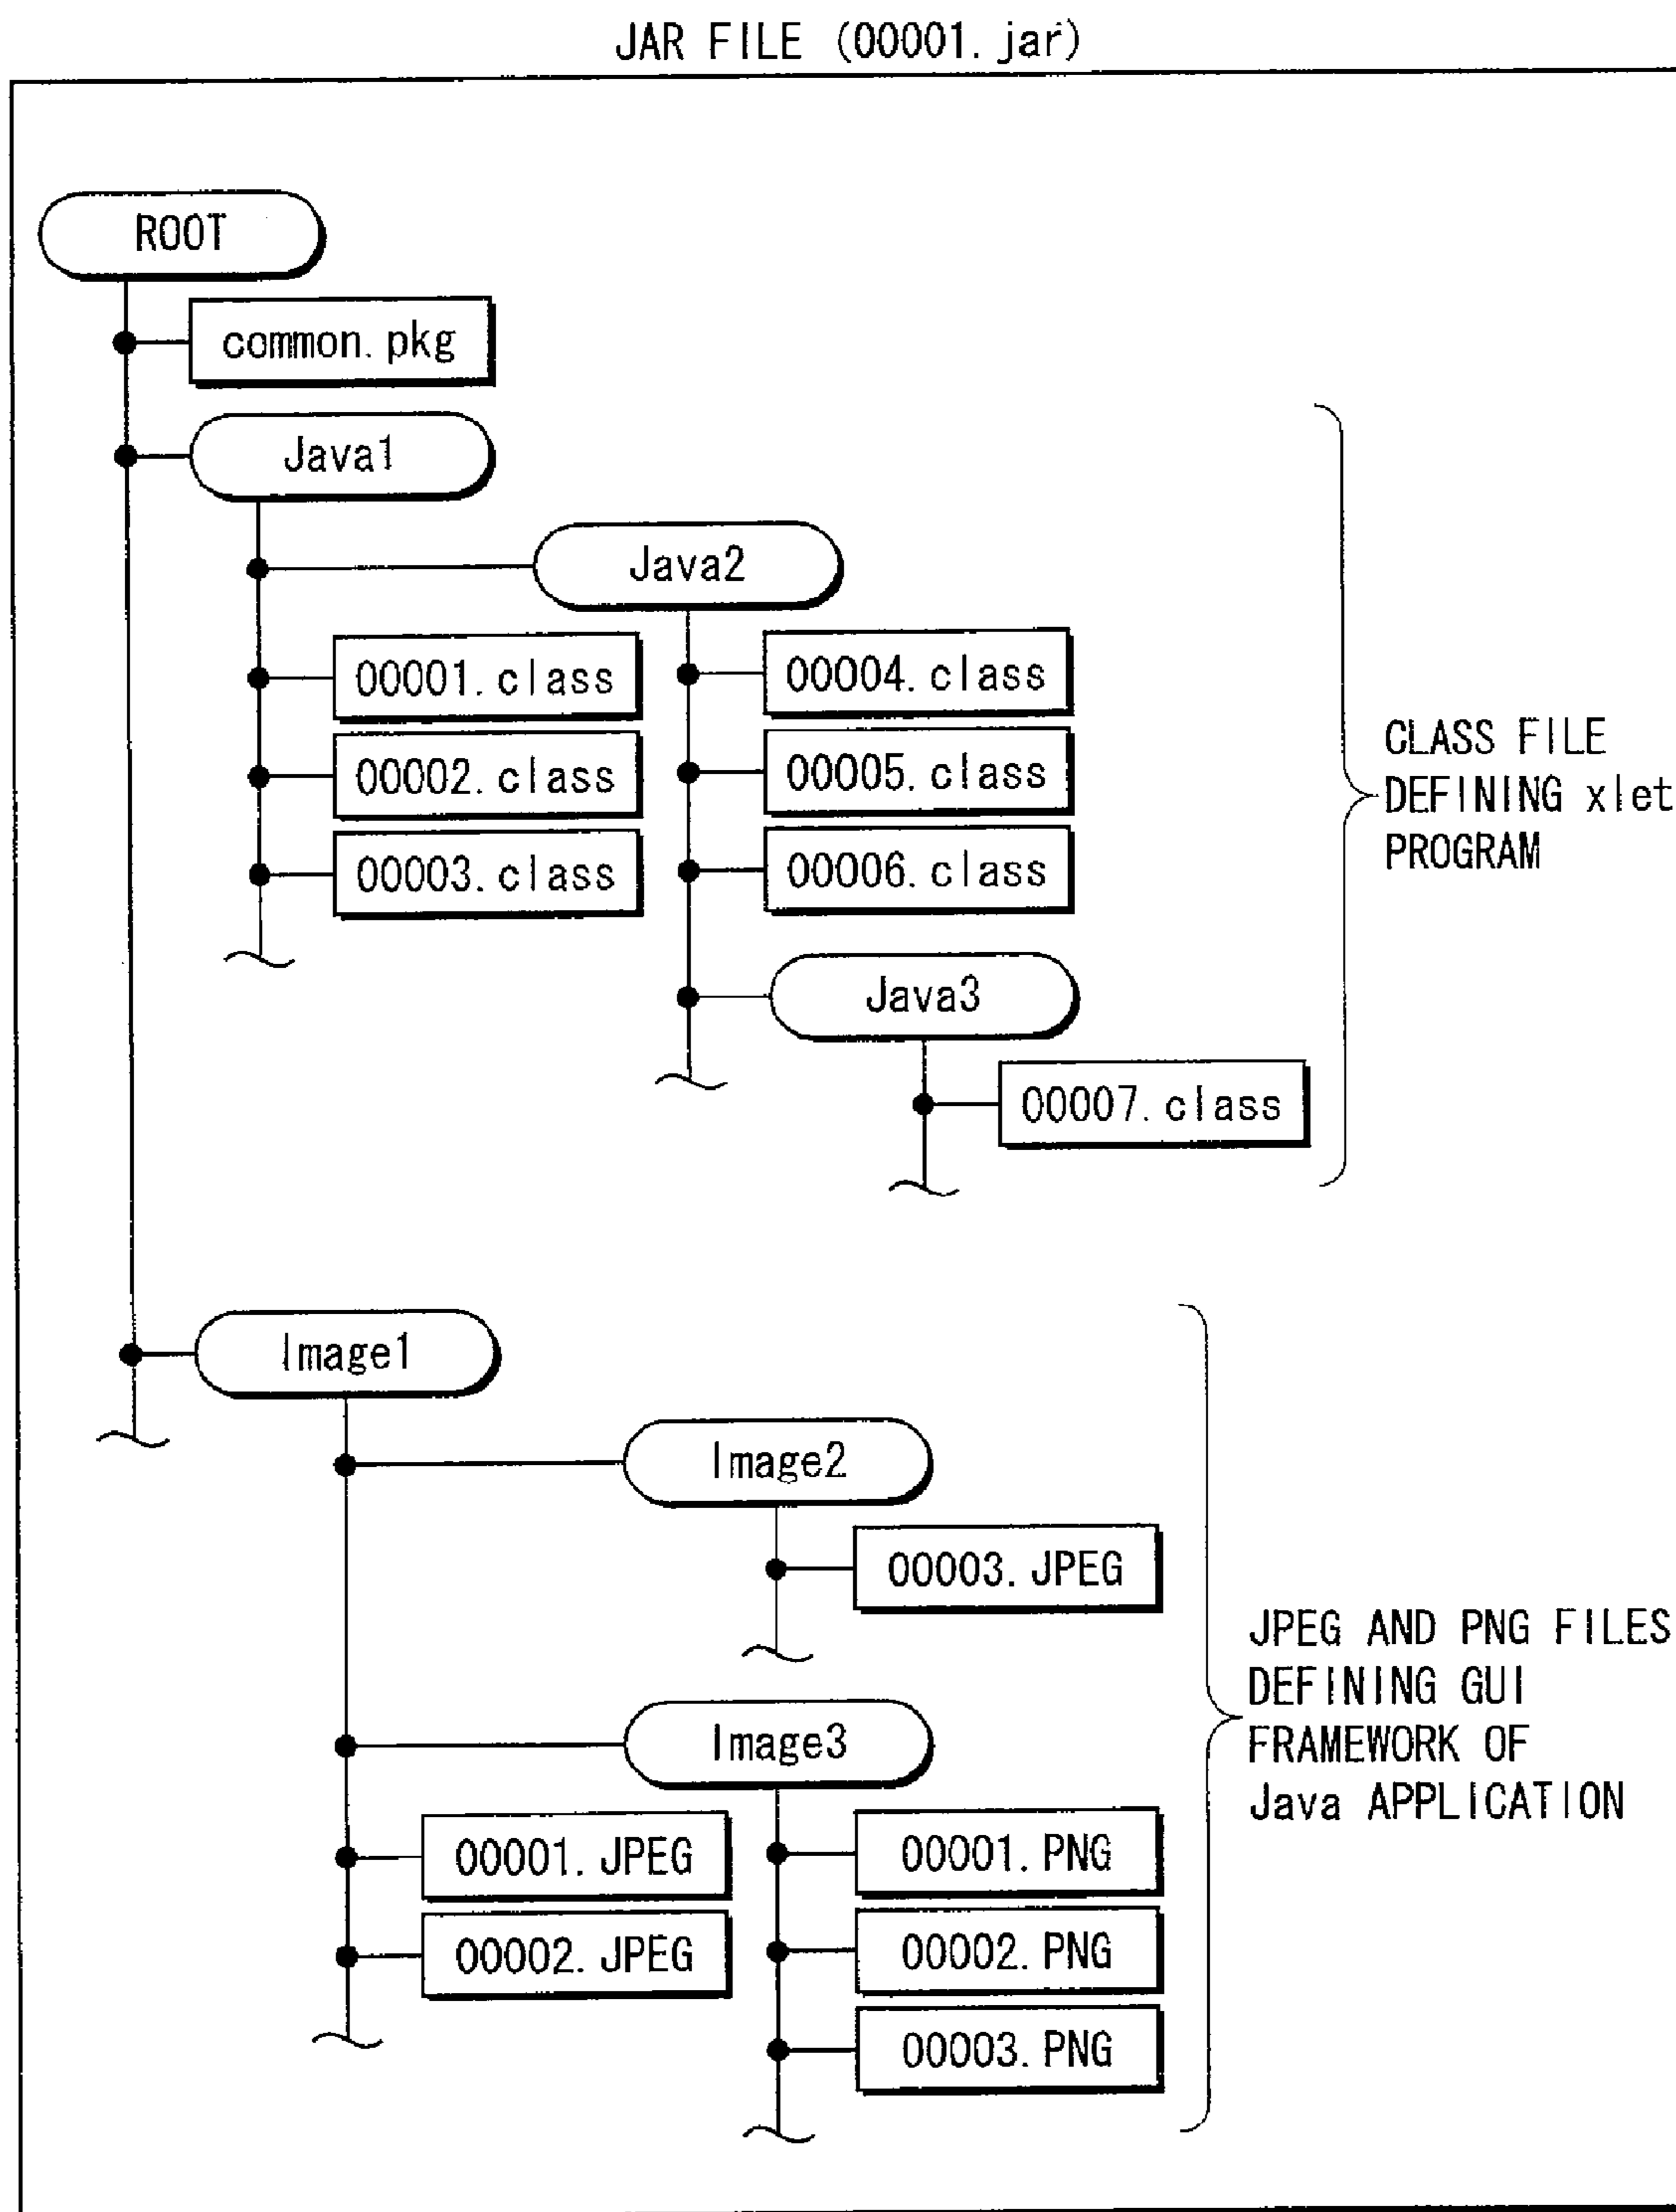 JAR FILE (00001.jar)
ROOT
common.pkg
Java1
Java2
00001.class
00002.class
00003.class
00004.class
00005.class
00006.class
Java3
00007.class
CLASS FILE
DEFINING xlet
PROGRAM
Image1
Image2
00003.JPEG
Image3
00001.JPEG
00002.JPEG
00001.PNG
00002.PNG
00003.PNG
JPEG AND PNG FILES
DEFINING GUI
FRAMEWORK OF
Java APPLICATION